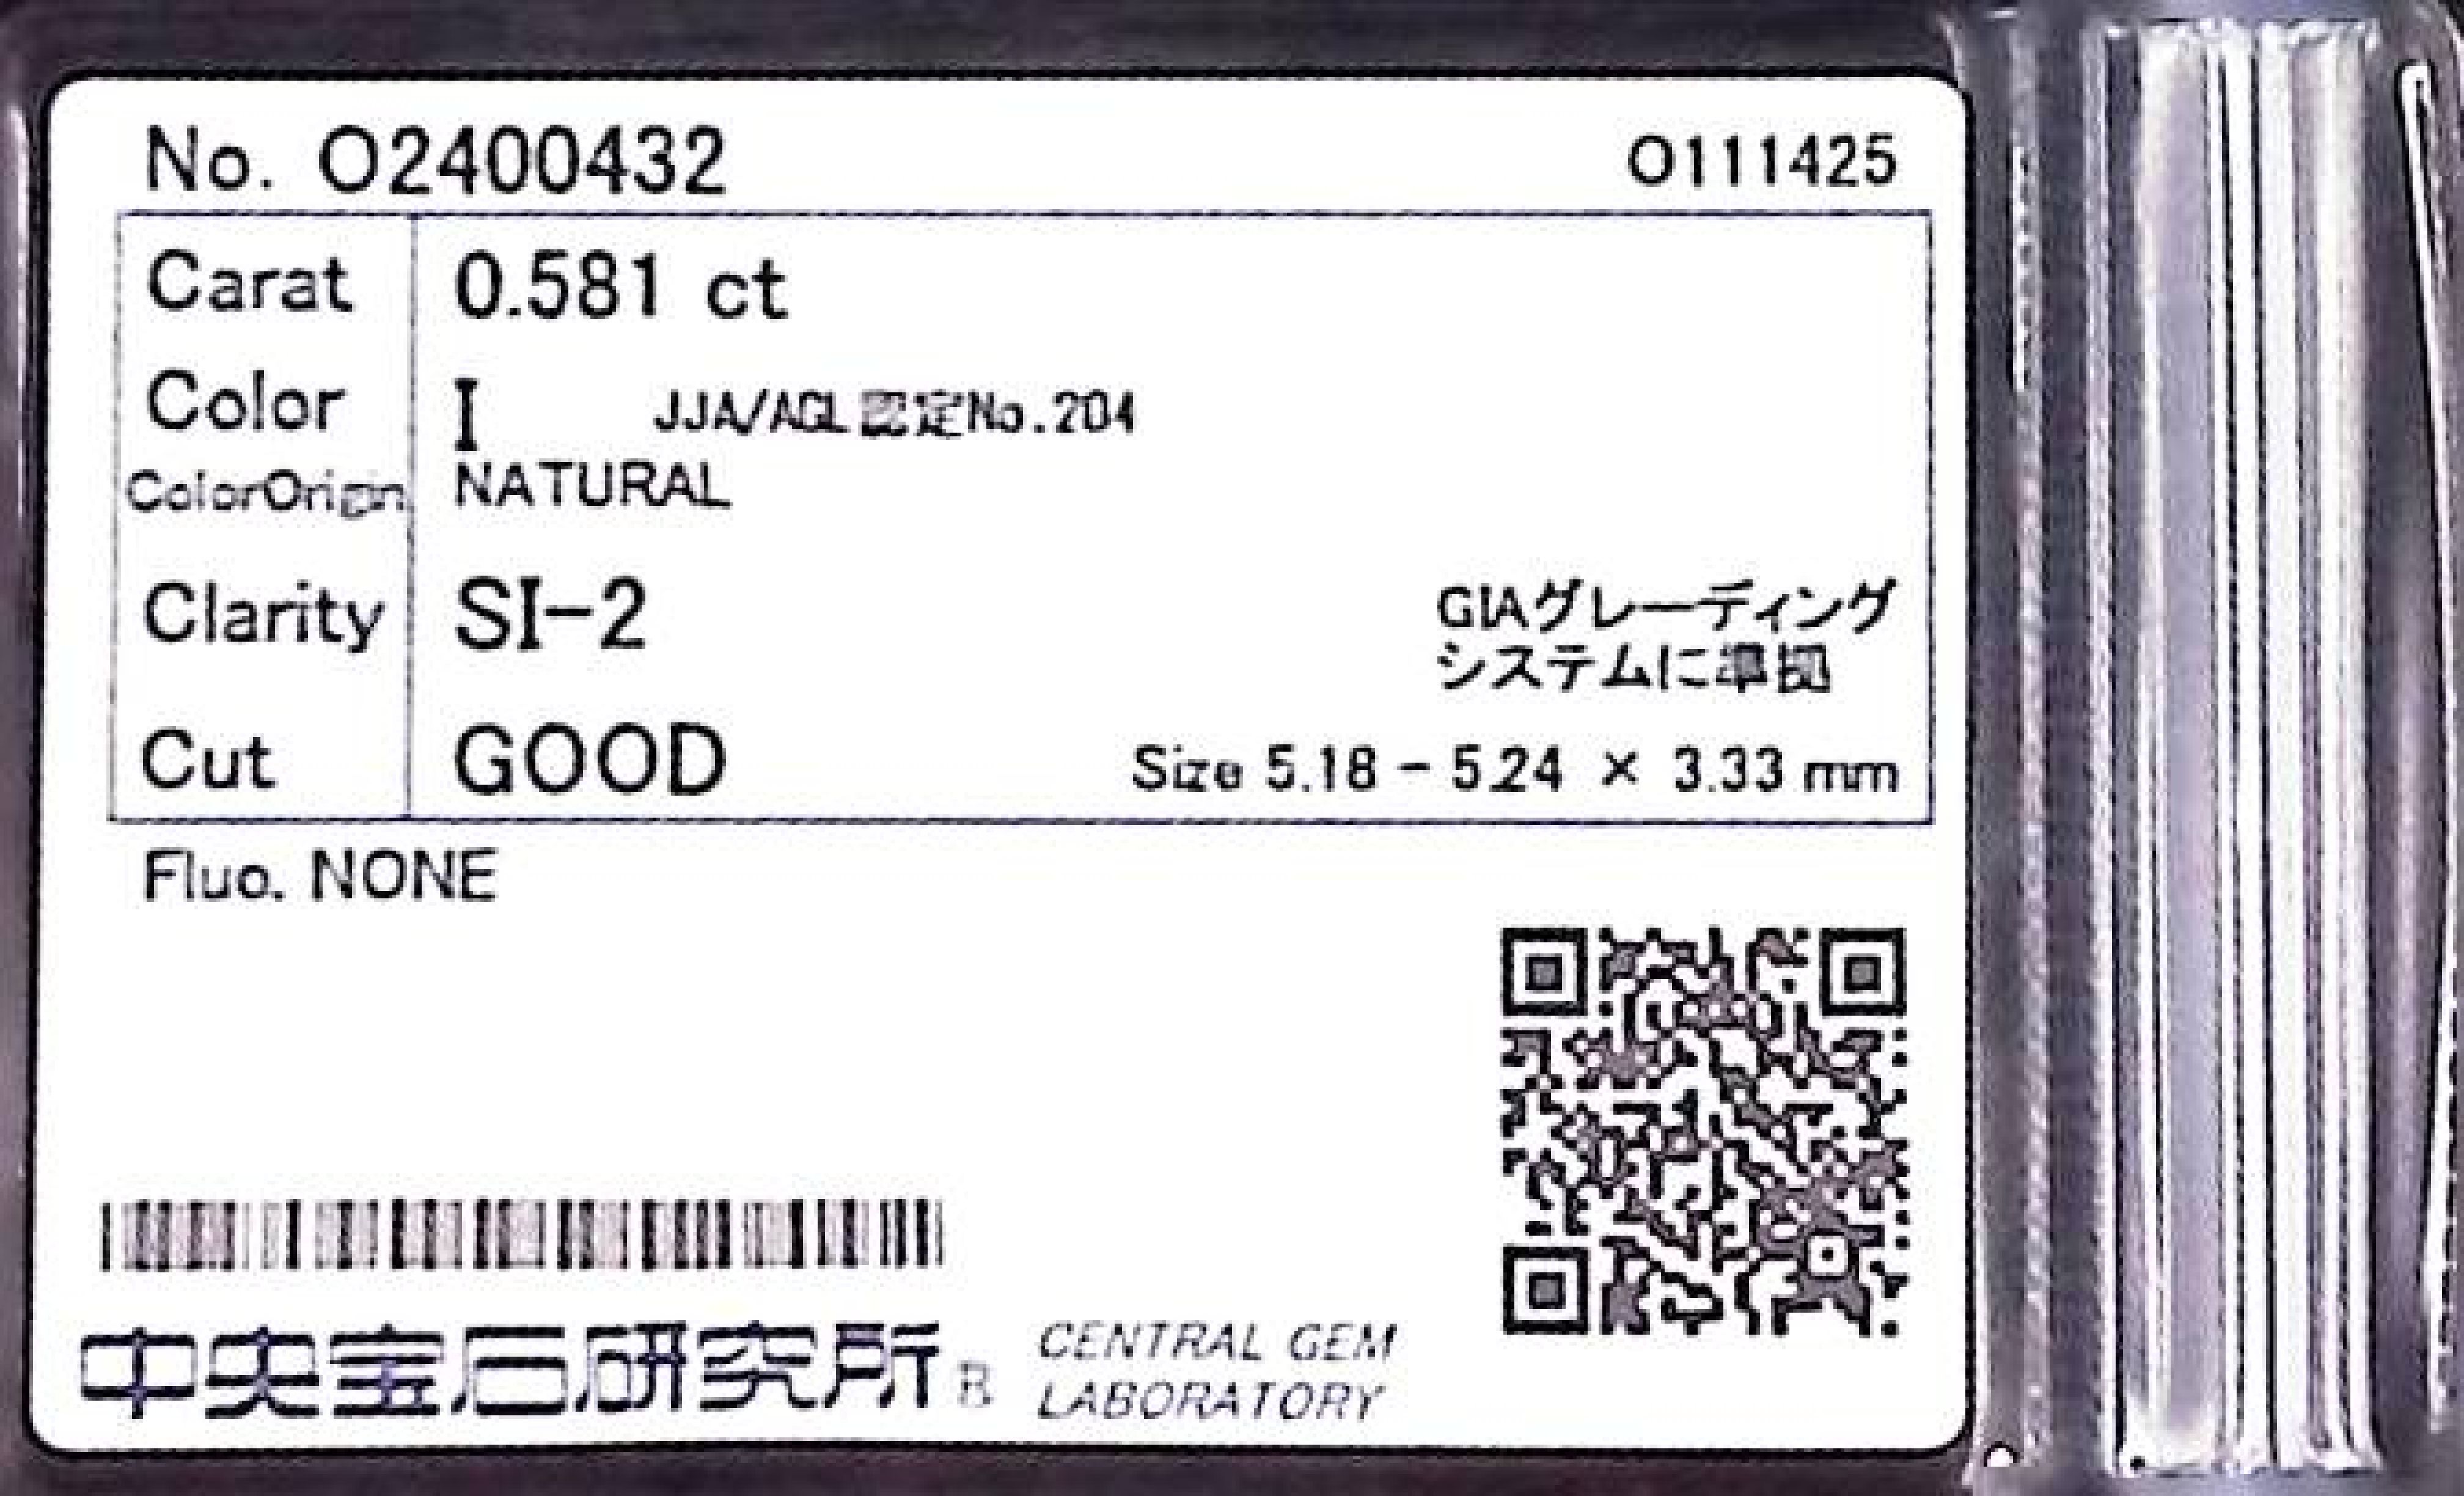 No. O2400432 O111425
Carat 0.581 ct
Color I JJA/AGL認定No.204
ColorOrigin NATURAL
Clarity SI-2
GIAグレーディング
システムに準拠
Cut GOOD Size 5.18 - 5.24 × 3.33 mm
Fluo. NONE
中央宝石研究所 R
CENTRAL GEM
LABORATORY